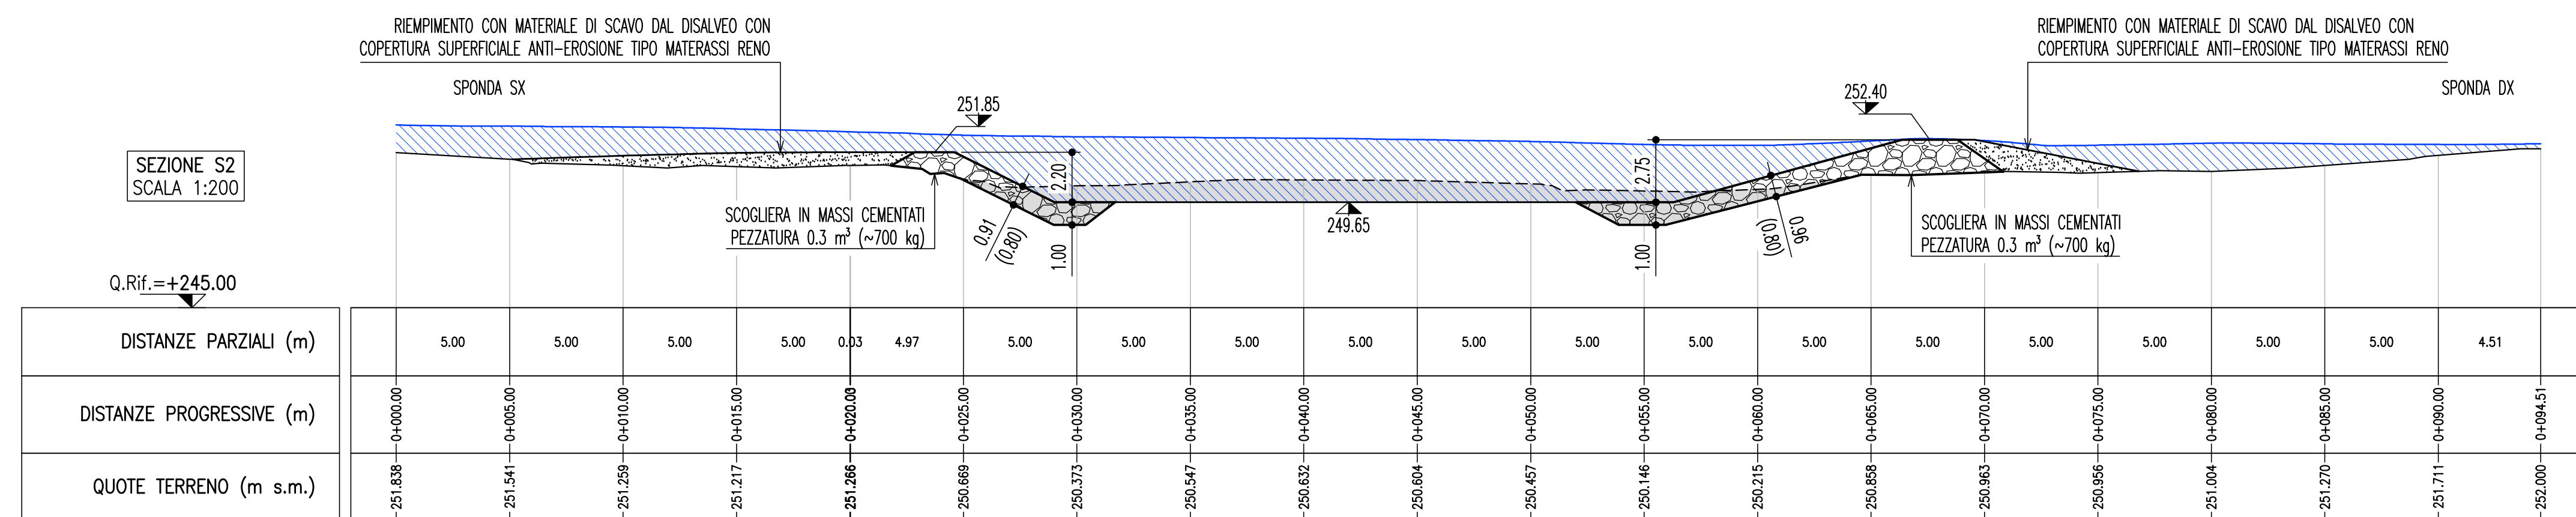 RIEMPIMENTO CON MATERIALE DI SCAVO DAL DISALVEO CON
COPERTURA SUPERFICIALE ANTI-EROSIONE TIPO MATERASSI RENO
RIEMPIMENTO CON MATERIALE DI SCAVO DAL DISALVEO CON
COPERTURA SUPERFICIALE ANTI-EROSIONE TIPO MATERASSI RENO
SPONDA SX
SPONDA DX
251.85
252.40
SEZIONE S2
SCALA 1:200
2.20
2.75
SCOGLIERA IN MASSI CEMENTATI
PEZZATURA 0.3 m³ (~700 kg)
0.91
(0.80)
1.00
249.65
1.00
0.96
(0.80)
SCOGLIERA IN MASSI CEMENTATI
PEZZATURA 0.3 m³ (~700 kg)
Q.Rif.=+245.00
DISTANZE PARZIALI (m) 5.00 5.00 5.00 5.00 0.03 4.97 5.00 5.00 5.00 5.00 5.00 5.00 5.00 5.00 5.00 5.00 5.00 5.00 5.00 4.51
DISTANZE PROGRESSIVE (m) 0+000.00 0+005.00 0+010.00 0+015.00 0+025.00 0+030.00 0+035.00 0+040.00 0+045.00 0+050.00 0+055.00 0+060.00 0+065.00 0+070.00 0+075.00 0+080.00 0+085.00 0+090.00 0+094.51
QUOTE TERRENO (m s.m.) 251.838 251.541 251.259 251.217 251.266 250.669 250.373 250.547 250.632 250.604 250.457 250.146 250.215 250.858 250.963 250.956 251.004 251.270 251.711 252.000